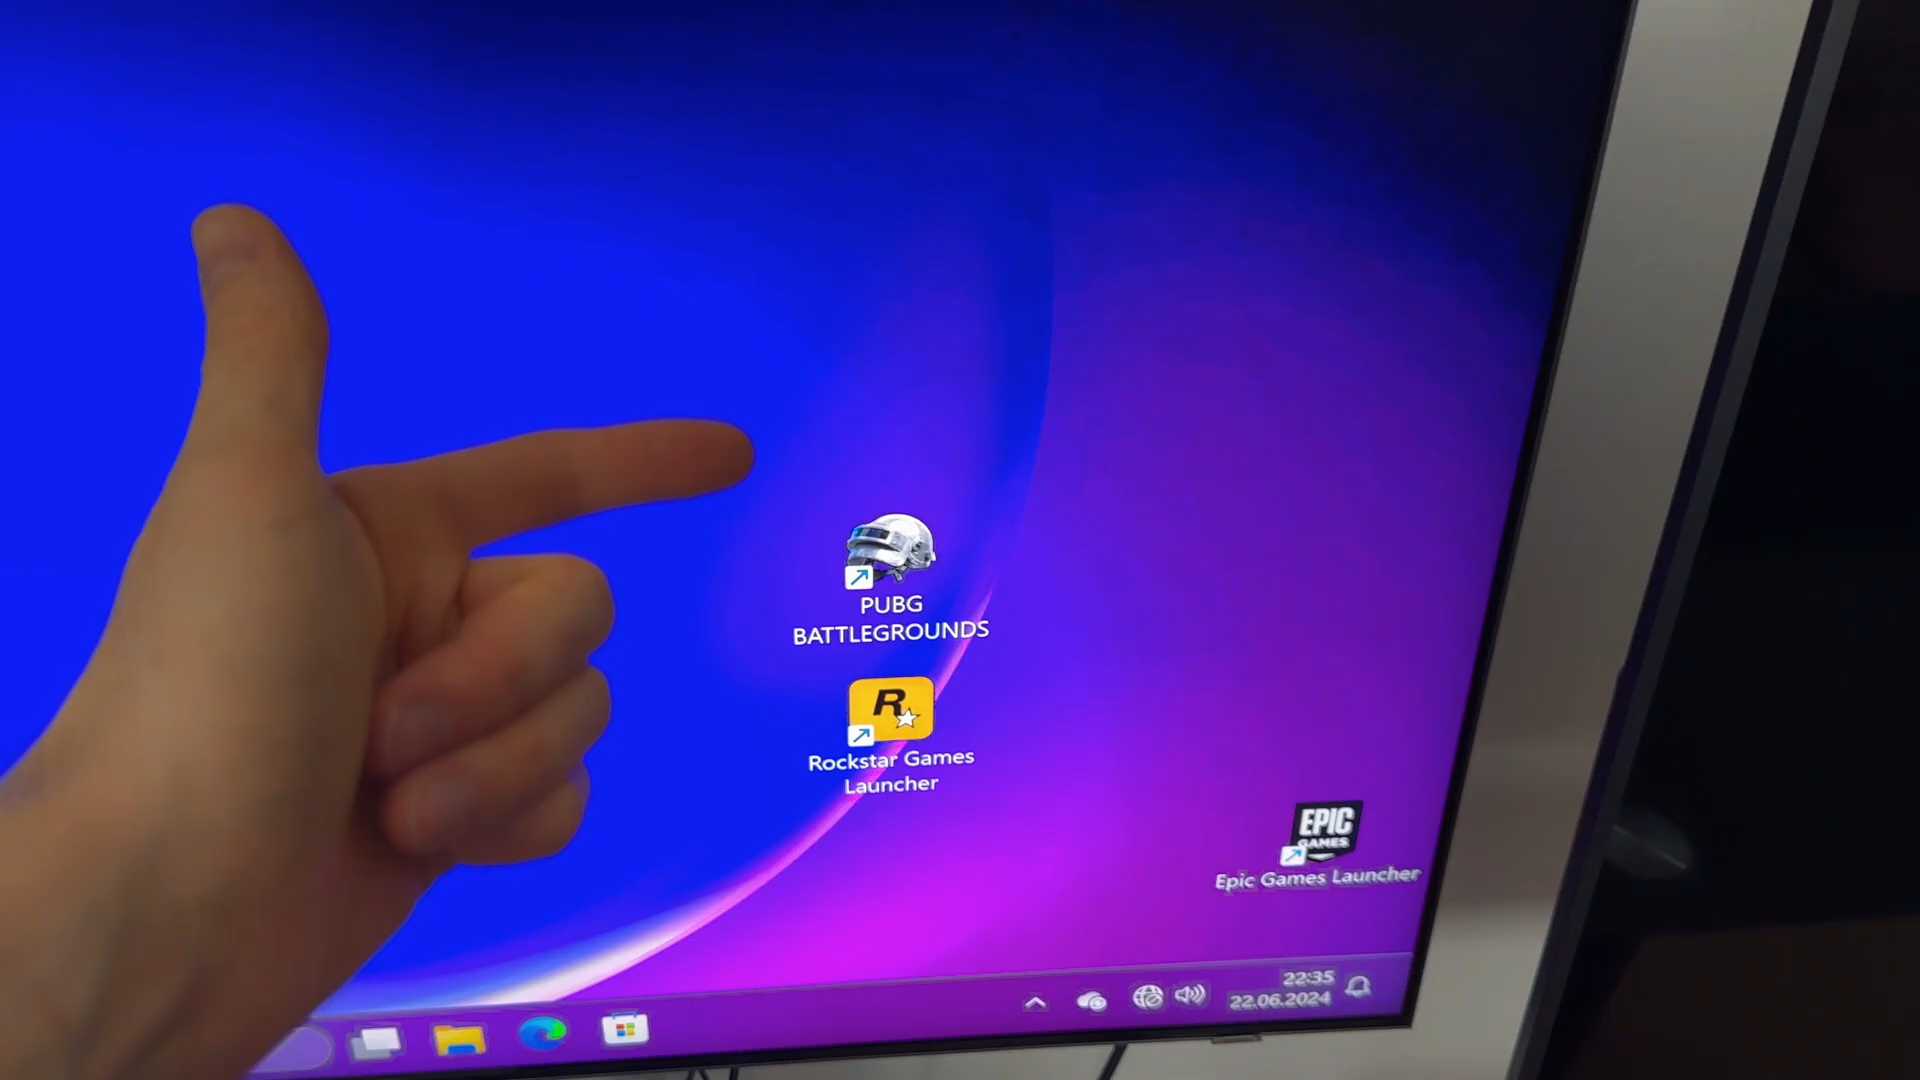 PUBG
BATTLEGROUNDS
R
Rockstar Games
Launcher
EPIC
GAMES
Epic Games Launcher
22:35
22.06.2024